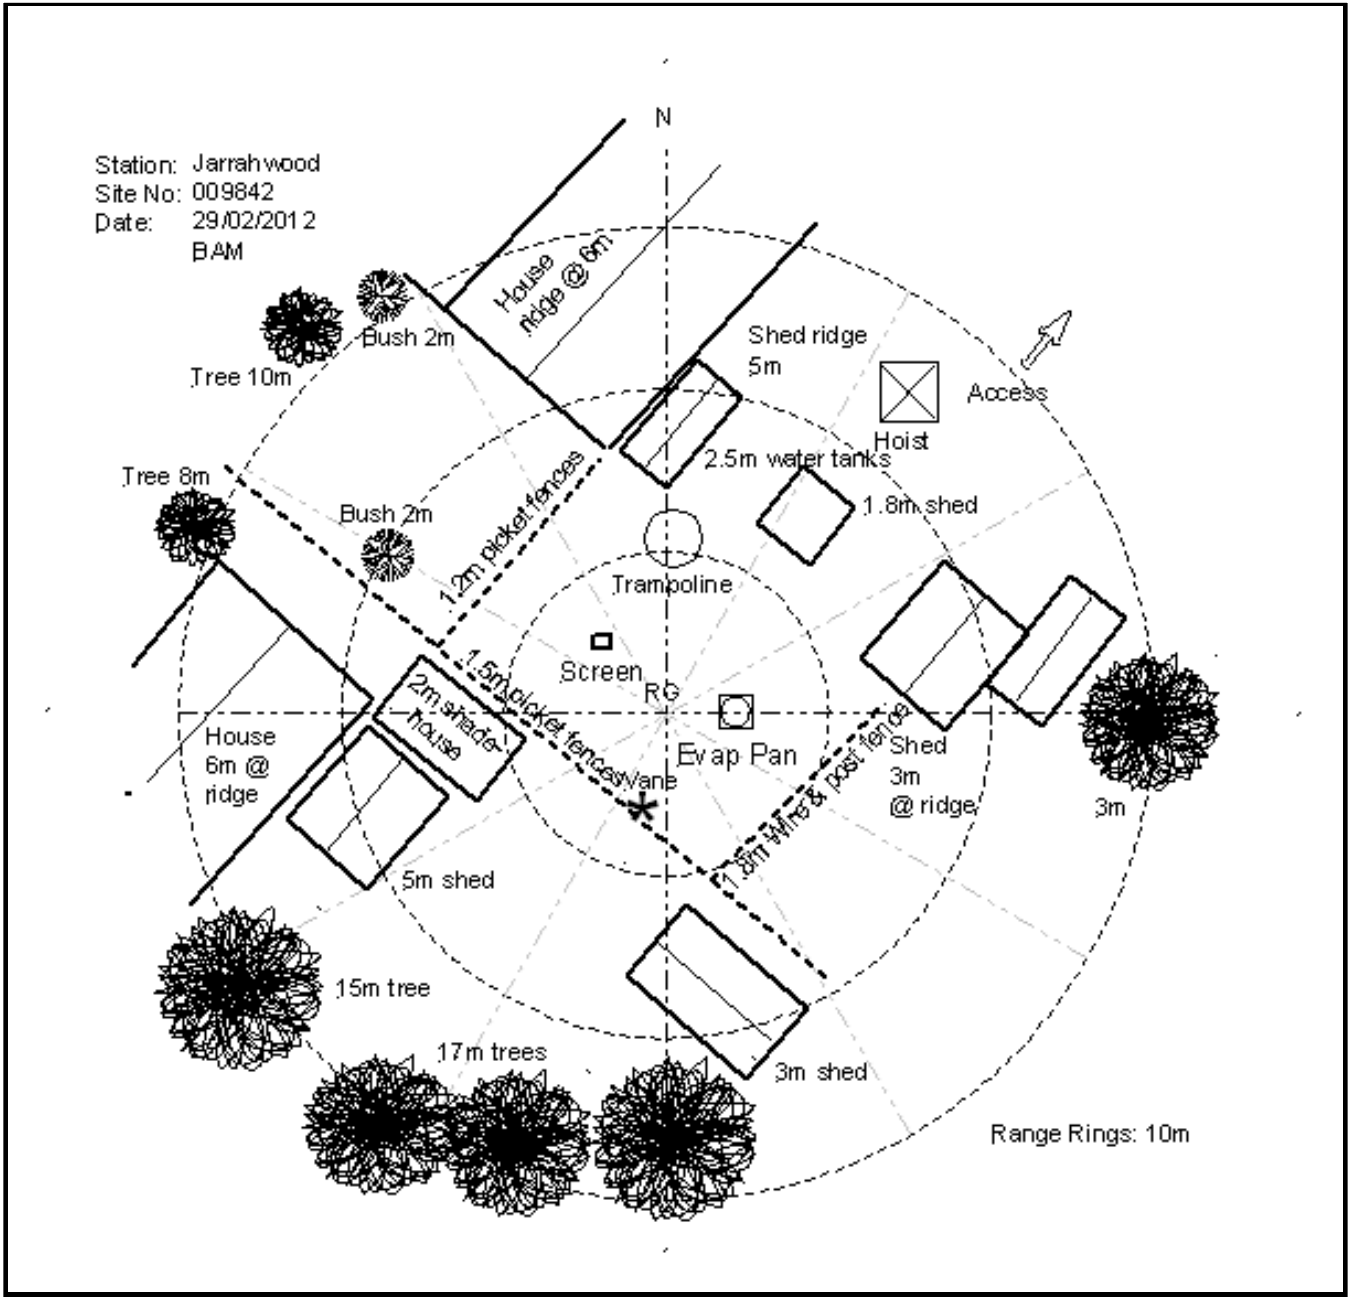 N
Station: Jarrahwood
Site No: 009842
Date: 29/02/2012
BAM
House
ridge @ 6m
Bush 2m
Tree 10m
Shed ridge
5m
Access
Hoist
2.5m water tanks
1.8m shed
Tree 8m
Bush 2m
1.2m picket fences
Trampoline
Screen
RG
Evap Pan
1.5m picket fences
Vane
2m shade-
house
House
6m @
ridge
Shed
3m
@ ridge
3m
1.8m Wire & post fence
5m shed
15m tree
17m trees
3m shed
Range Rings: 10m